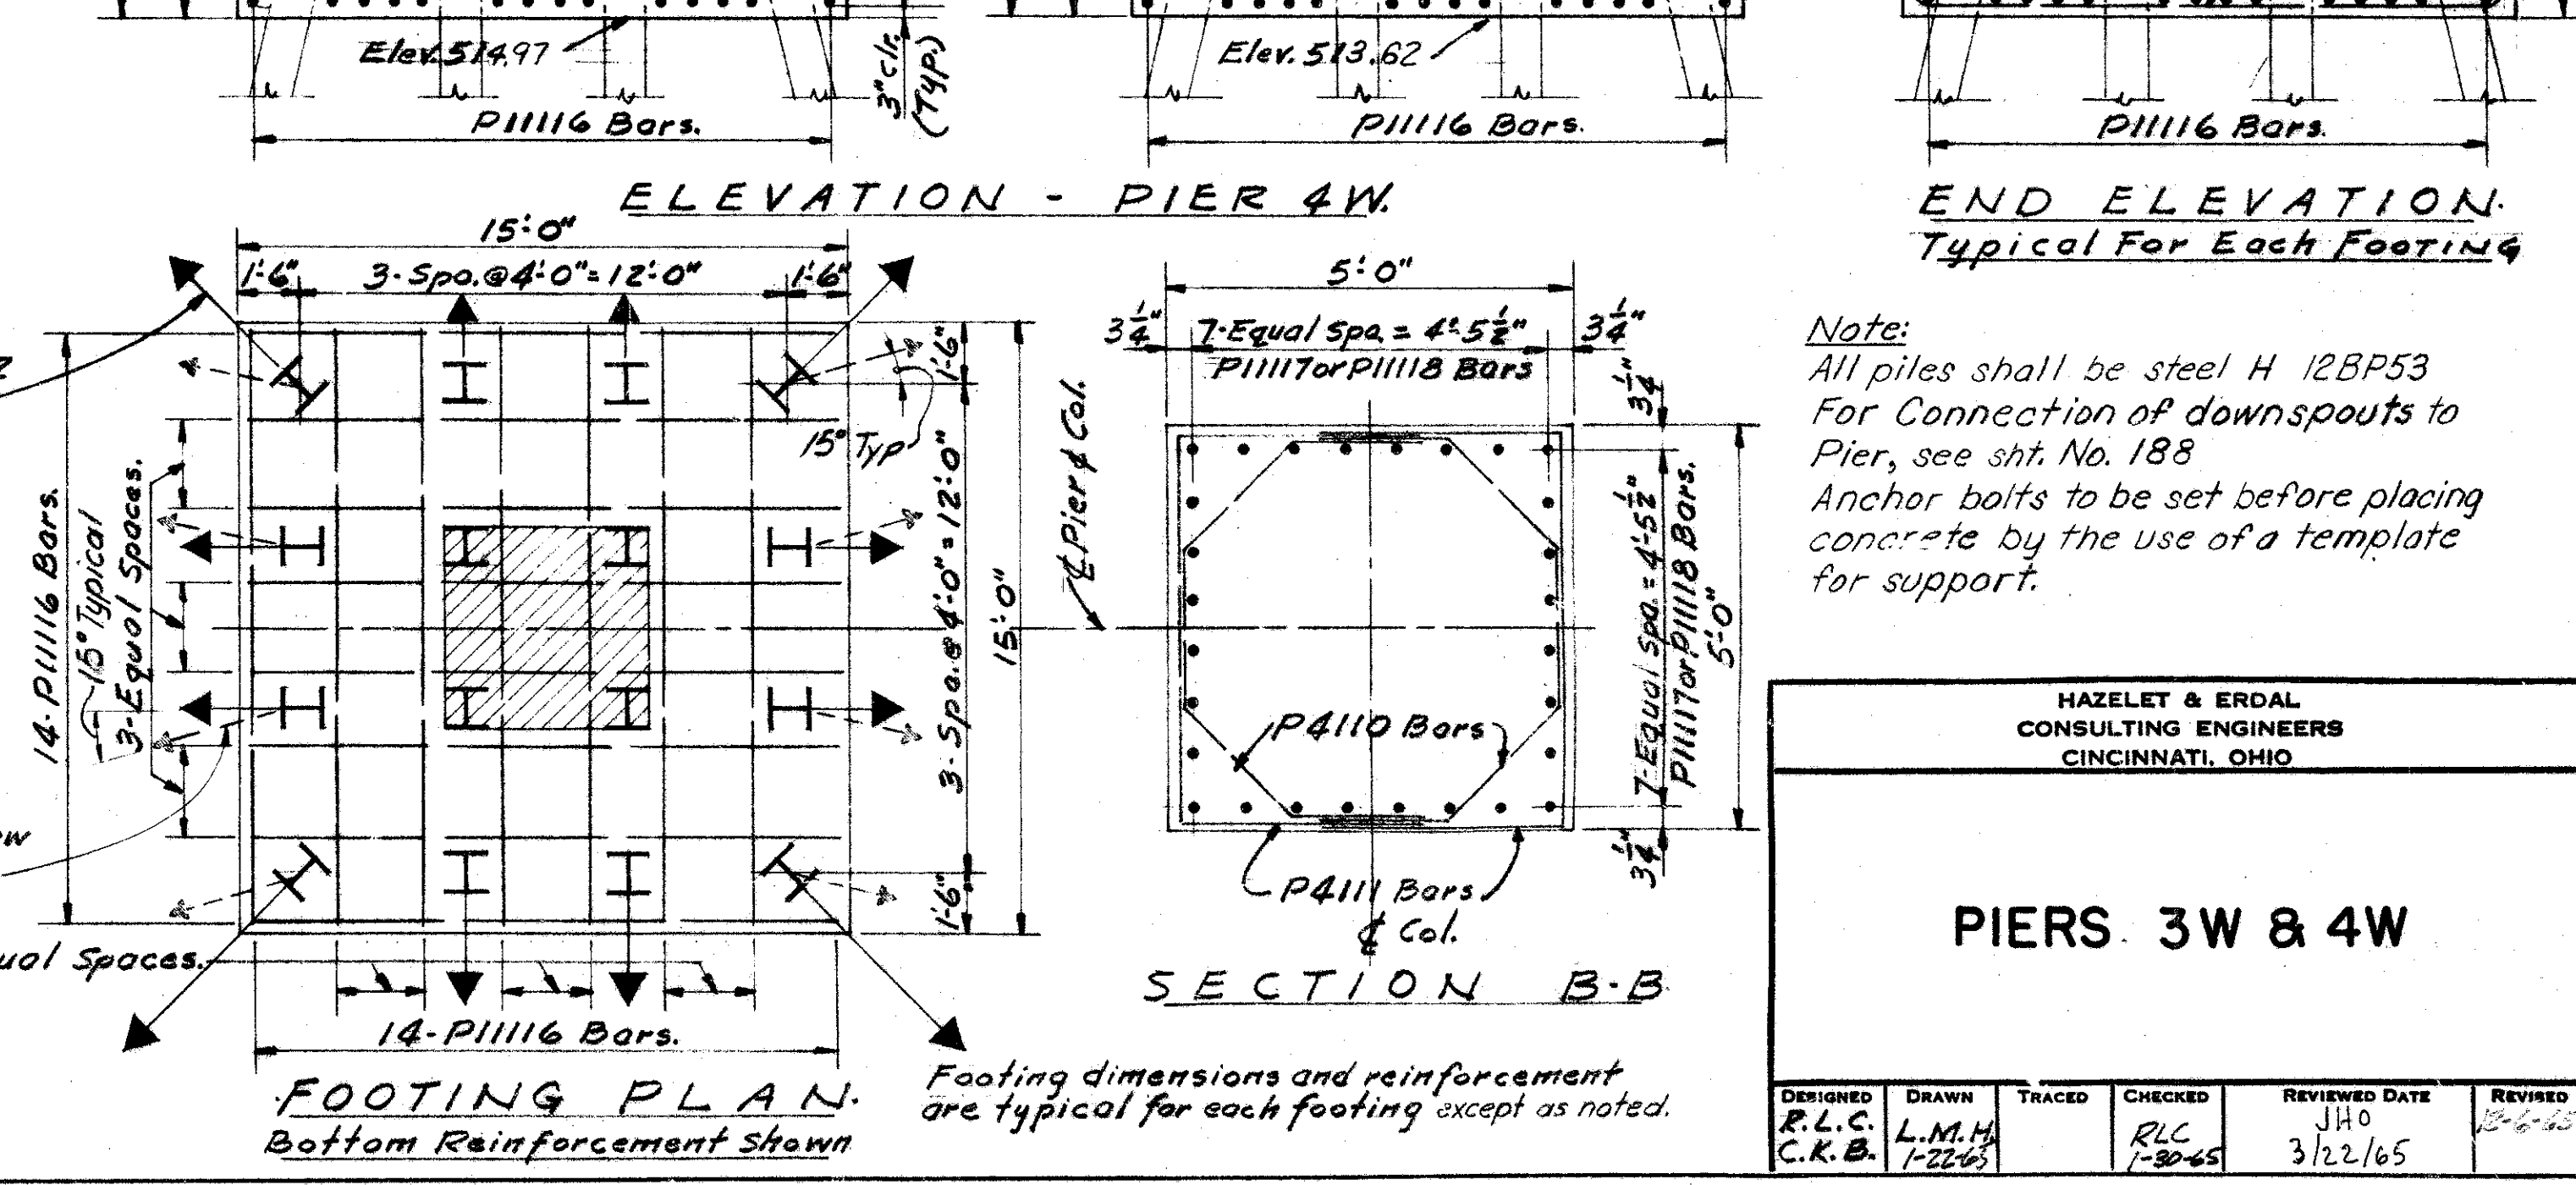 Elev. 514.97
3" clr.
(Typ.)
P11116 Bars.
Elev. 513.62
P11116 Bars.
P11116 Bars.
ELEVATION - PIER 4W.
END ELEVATION.
Typical For Each FOOTING
15'-0"
1'-6"
3-Spa.@4'-0"=12'-0"
1'-6"
1'-6"
15° Typ
3-Spa.@4'-0"=12'-0"
15'-0"
1'-6"
14-P11116 Bars.
15° Typical
3-Equal Spaces.
Spaces.
14-P11116 Bars.
FOOTING PLAN.
Bottom Reinforcement Shown
Footing dimensions and reinforcement
are typical for each footing except as noted.
5'-0"
3 1/4"
7-Equal Spa. = 4'-5 1/2"
3 1/4"
P11117 or P11118 Bars
3 1/4"
℄ Pier ℄ Col.
7-Equal Spa. = 4'-5 1/2"
P11117 or P11118 Bars.
5'-0"
3 1/4"
P4110 Bars
P4111 Bars
℄ Col.
SECTION B-B
Note:
All piles shall be steel H 12BP53
For Connection of downspouts to
Pier, see sht. No. 188
Anchor bolts to be set before placing
concrete by the use of a template
for support.
HAZELET & ERDAL
CONSULTING ENGINEERS
CINCINNATI, OHIO
PIERS 3W & 4W
DESIGNED DRAWN TRACED CHECKED REVIEWED DATE REVISED
R.L.C. L.M.H. RLC JHO
C.K.B. 1-22-65 1-30-65 3/22/65